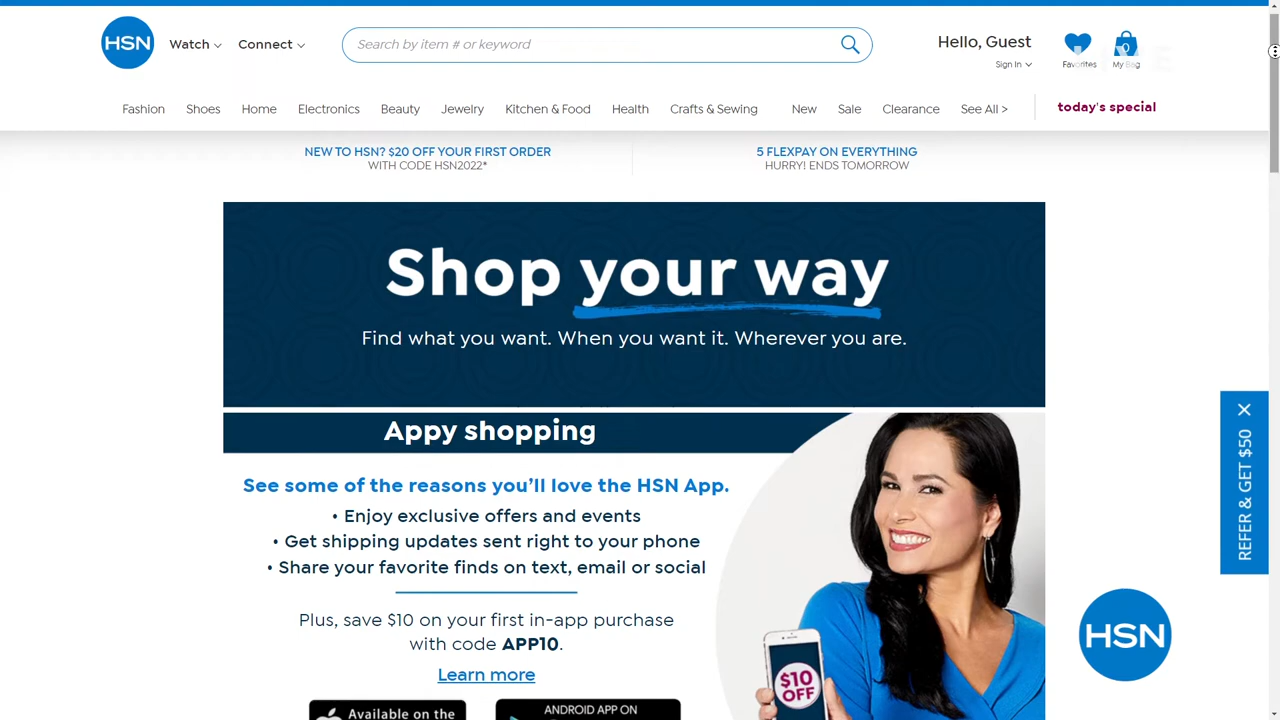 HSN
Watch
Connect
Search by item # or keyword
Hello, Guest
Sign In
Favorites
0
My Bag
Fashion
Shoes
Home
Electronics
Beauty
Jewelry
Kitchen & Food
Health
Crafts & Sewing
New
Sale
Clearance
See All >
today's special
NEW TO HSN? $20 OFF YOUR FIRST ORDER
WITH CODE HSN2022*
5 FLEXPAY ON EVERYTHING
HURRY! ENDS TOMORROW
Shop your way
Find what you want. When you want it. Wherever you are.
Appy shopping
See some of the reasons you'll love the HSN App.
• Enjoy exclusive offers and events
• Get shipping updates sent right to your phone
• Share your favorite finds on text, email or social
Plus, save $10 on your first in-app purchase
with code APP10.
Learn more
Available on the
ANDROID APP ON
$10
OFF
REFER & GET $50
HSN